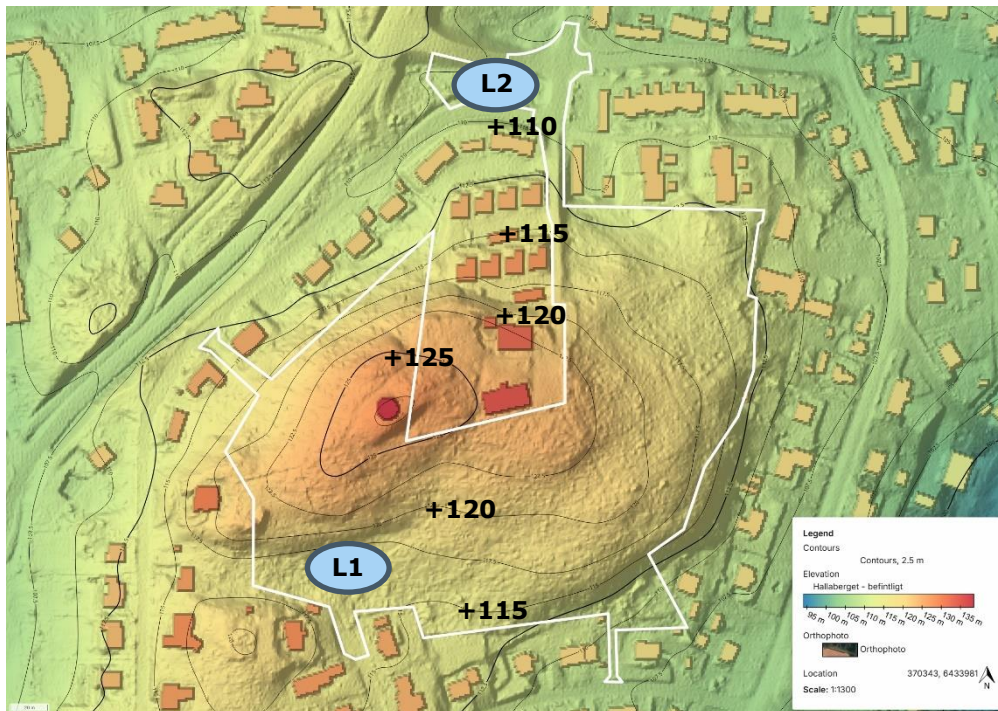 L2
+110
+115
+120
+125
+120
L1
+115
Legend
Contours
Contours, 2.5 m
Elevation
Hallaberget - befintligt
95 m 100 m 105 m 110 m 115 m 120 m 125 m 130 m 135 m
Orthophoto
Orthophoto
Location 370343, 6433981
Scale: 1:1300
N